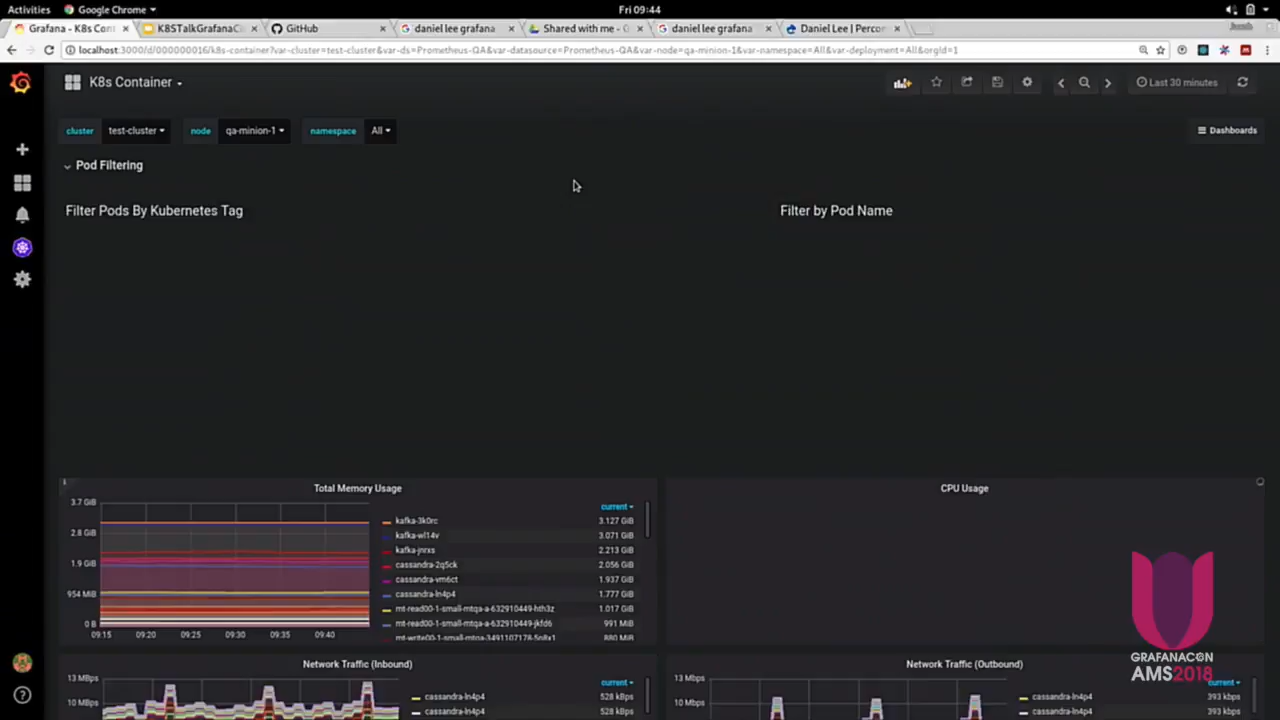 Activities
Google Chrome
Fri 09:44
Grafana - K8s Cont
K8STalkGrafanaC
GitHub
daniel lee grafana
Shared with me -
daniel lee grafana
Daniel Lee | Perco
localhost:3000/d/000000016/k8s-container?var-cluster=test-cluster&var-ds=Prometheus-QA&var-datasource=Prometheus-QA&var-node=qa-minion-1&var-namespace=All&var-deployment=All&orgId=1
K8s Container
Last 30 minutes
cluster test-cluster node qa-minion-1 namespace All
Dashboards
Pod Filtering
Filter Pods By Kubernetes Tag
Filter by Pod Name
Total Memory Usage
3.7 GiB
2.8 GiB
1.9 GiB
954 MiB
0 B
09:15 09:20 09:25 09:30 09:35 09:40
current
kafka-3k0rc 3.127 GiB
kafka-wl14v 3.071 GiB
kafka-jnrxs 2.213 GiB
cassandra-2q5ck 2.056 GiB
cassandra-vm6ct 1.937 GiB
cassandra-ln4p4 1.777 GiB
mt-read00-1-small-mtqa-a-632910449-hth3z 1.017 GiB
mt-read00-1-small-mtqa-a-632910449-jkfd6 991 MiB
mt-write00-1-small-mtqa-3491107178-5n8x1 880 MiB
CPU Usage
Network Traffic (Inbound)
13 MBps
10 MBps
current
cassandra-ln4p4 528 kBps
cassandra-ln4p4 528 kBps
Network Traffic (Outbound)
13 MBps
10 MBps
current
cassandra-ln4p4 393 kBps
cassandra-ln4p4 393 kBps
GRAFANACON
AMS2018